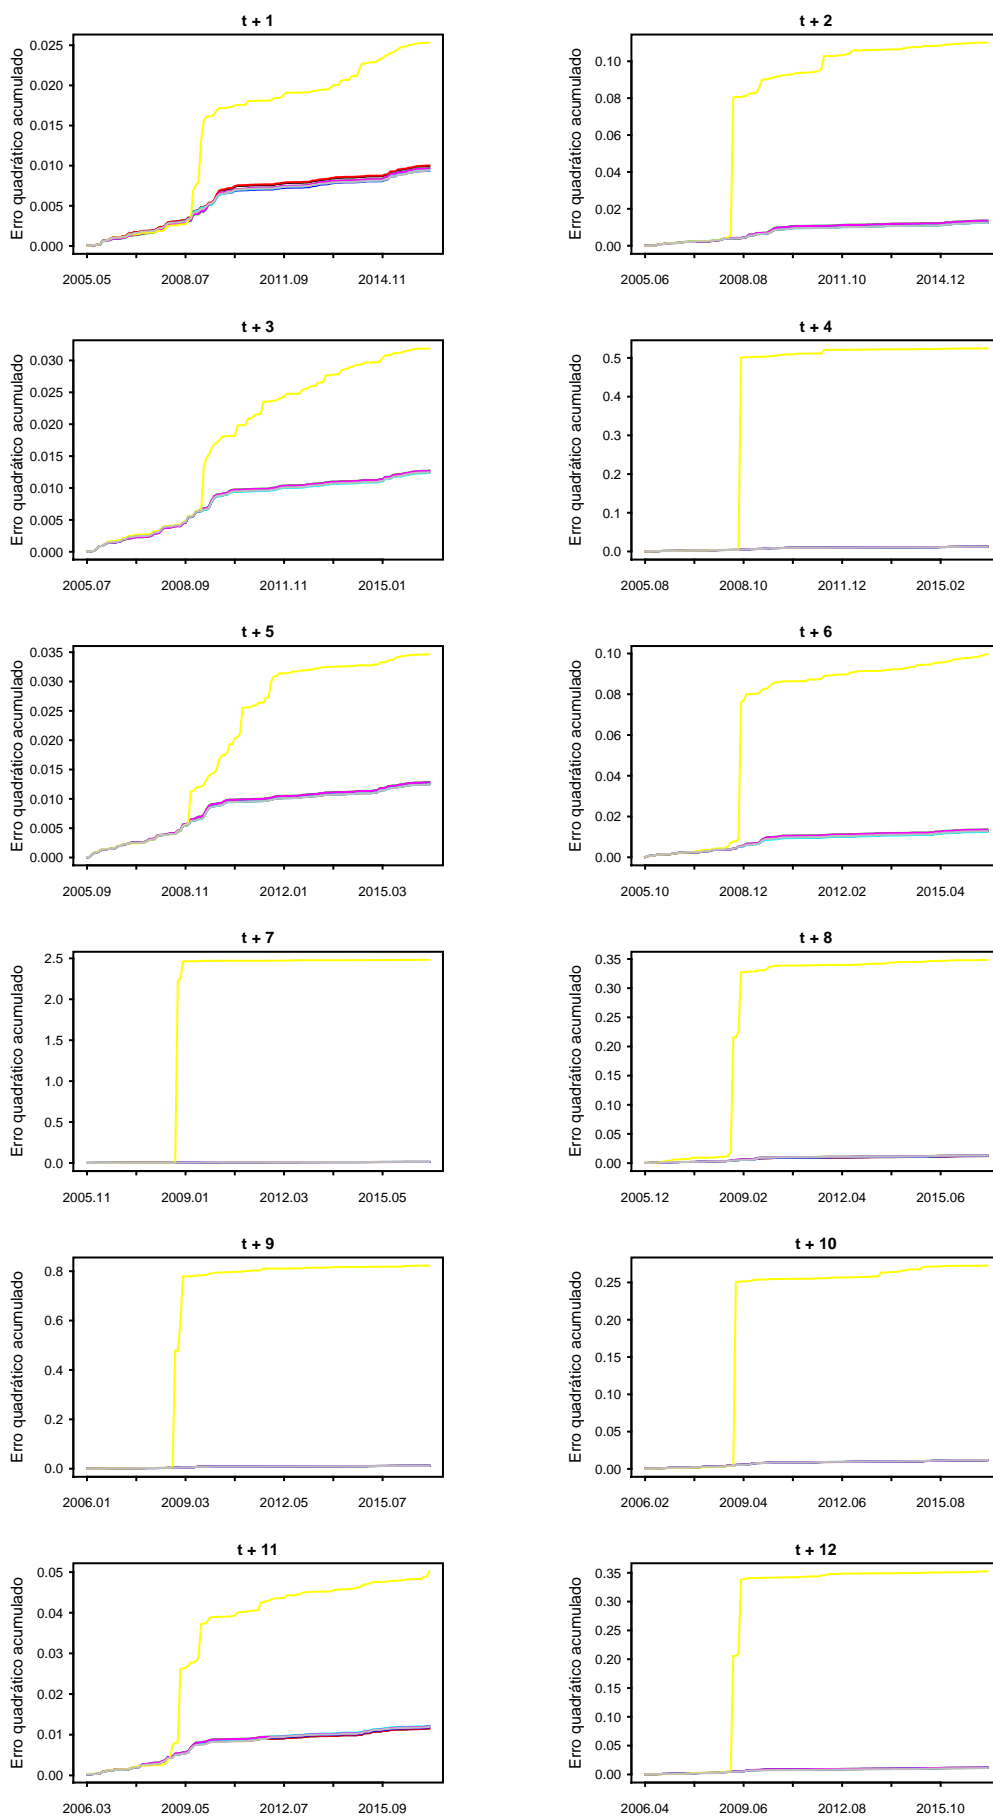 t + 1
Erro quadrático acumulado
0.025
0.020
0.015
0.010
0.005
0.000
2005.05 2008.07 2011.09 2014.11
t + 2
Erro quadrático acumulado
0.10
0.08
0.06
0.04
0.02
0.00
2005.06 2008.08 2011.10 2014.12
t + 3
Erro quadrático acumulado
0.030
0.025
0.020
0.015
0.010
0.005
0.000
2005.07 2008.09 2011.11 2015.01
t + 4
Erro quadrático acumulado
0.5
0.4
0.3
0.2
0.1
0.0
2005.08 2008.10 2011.12 2015.02
t + 5
Erro quadrático acumulado
0.035
0.030
0.025
0.020
0.015
0.010
0.005
0.000
2005.09 2008.11 2012.01 2015.03
t + 6
Erro quadrático acumulado
0.10
0.08
0.06
0.04
0.02
0.00
2005.10 2008.12 2012.02 2015.04
t + 7
Erro quadrático acumulado
2.5
2.0
1.5
1.0
0.5
0.0
2005.11 2009.01 2012.03 2015.05
t + 8
Erro quadrático acumulado
0.35
0.30
0.25
0.20
0.15
0.10
0.05
0.00
2005.12 2009.02 2012.04 2015.06
t + 9
Erro quadrático acumulado
0.8
0.6
0.4
0.2
0.0
2006.01 2009.03 2012.05 2015.07
t + 10
Erro quadrático acumulado
0.25
0.20
0.15
0.10
0.05
0.00
2006.02 2009.04 2012.06 2015.08
t + 11
Erro quadrático acumulado
0.05
0.04
0.03
0.02
0.01
0.00
2006.03 2009.05 2012.07 2015.09
t + 12
Erro quadrático acumulado
0.35
0.30
0.25
0.20
0.15
0.10
0.05
0.00
2006.04 2009.06 2012.08 2015.10